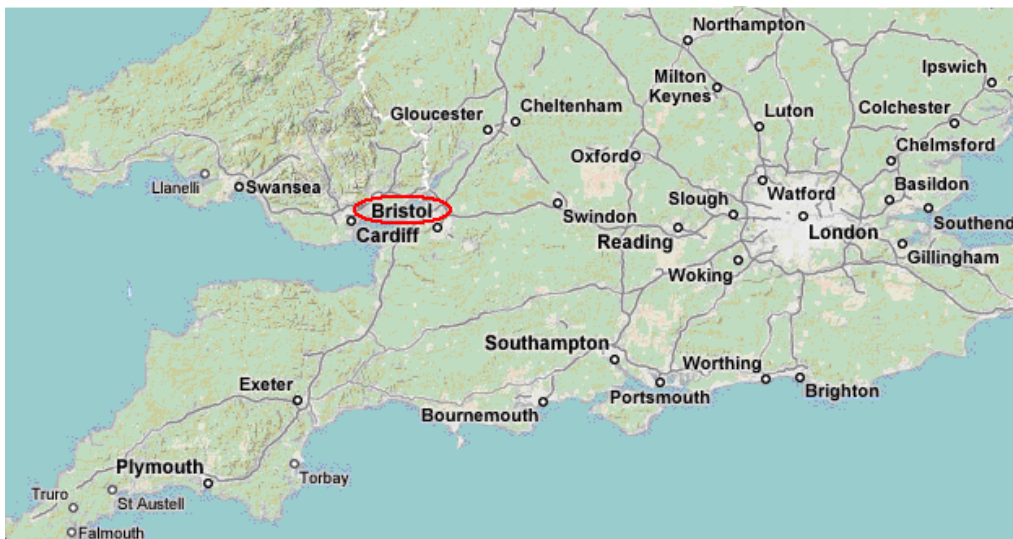 Northampton
Ipswich
Milton
Keynes
Gloucester
Cheltenham
Luton
Colchester
Oxford
Chelmsford
Llanelli
Swansea
Watford
Basildon
Bristol
Swindon
Slough
Cardiff
Reading
London
Southend
Gillingham
Woking
Southampton
Worthing
Exeter
Bournemouth
Portsmouth
Brighton
Plymouth
Torbay
Truro
St Austell
Falmouth